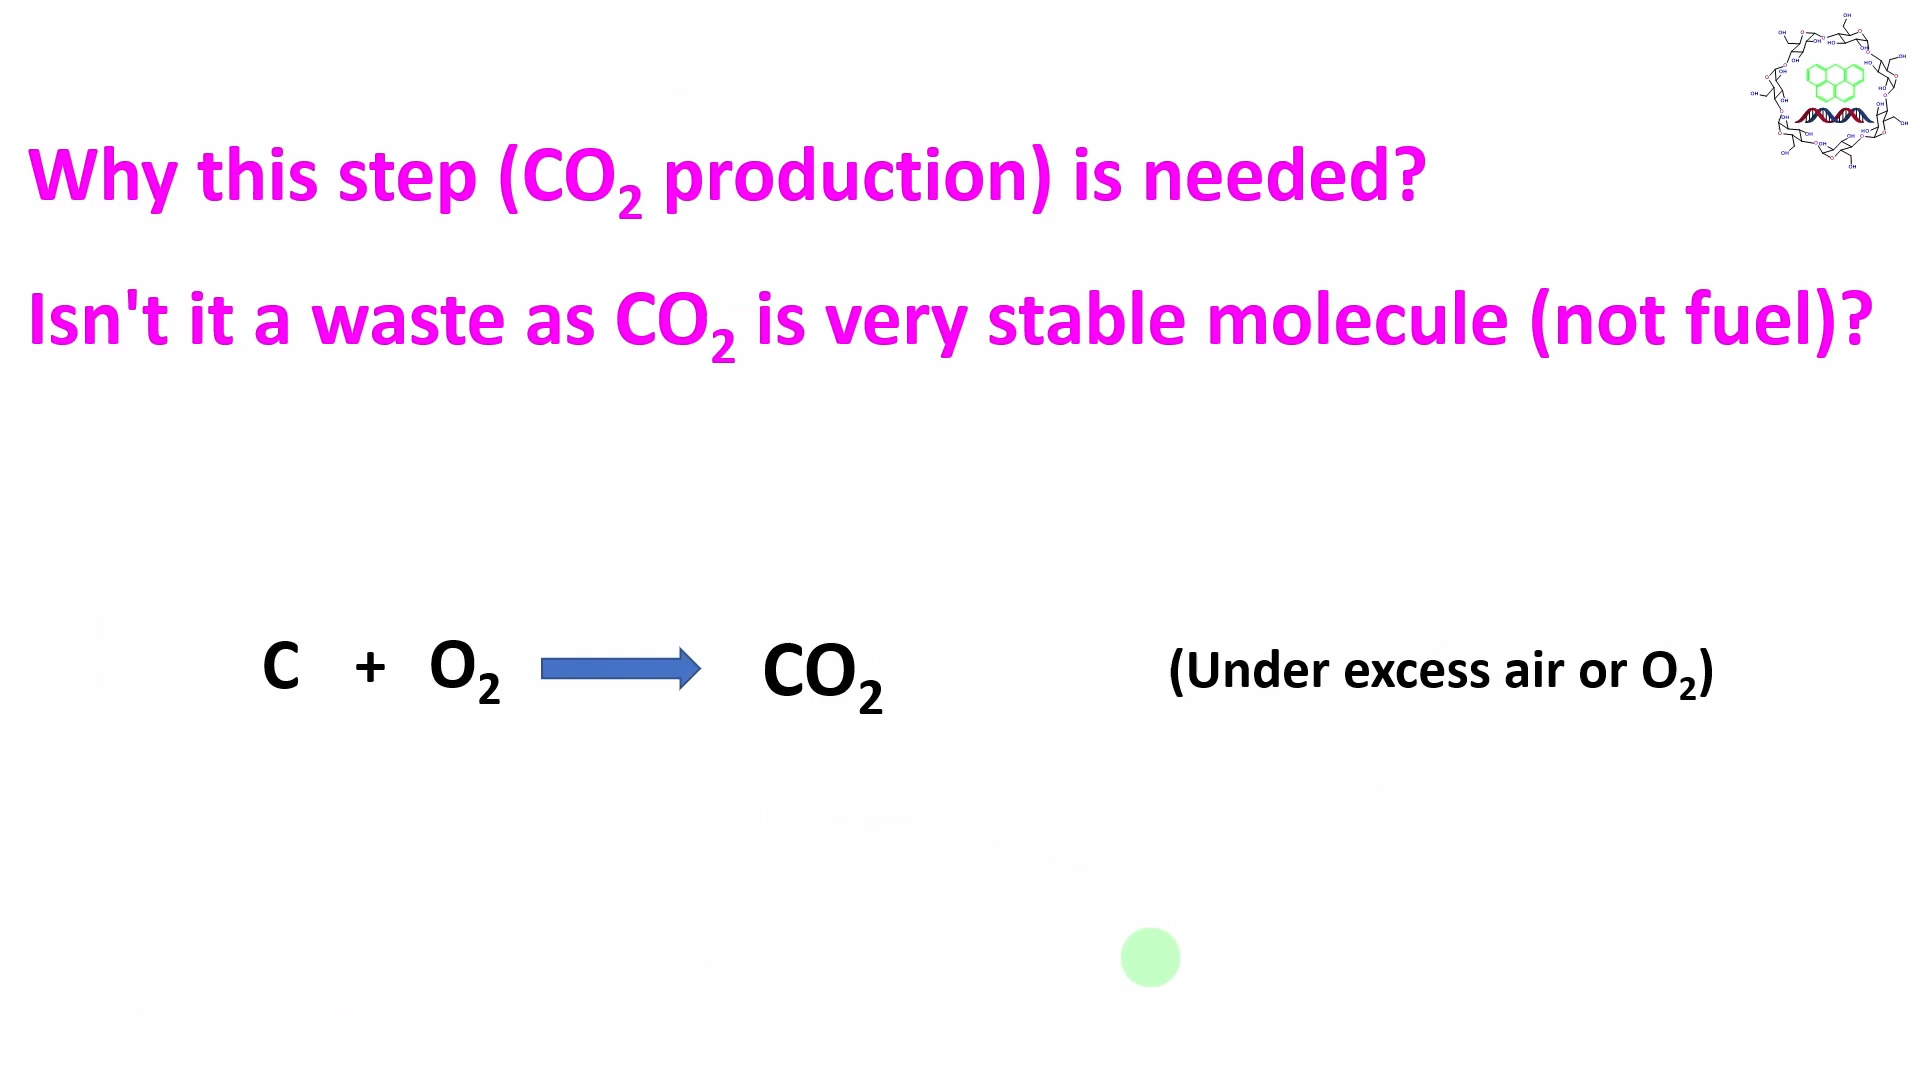 Why this step (CO₂ production) is needed?
Isn't it a waste as CO₂ is very stable molecule (not fuel)?
C + O₂ CO₂ (Under excess air or O₂)